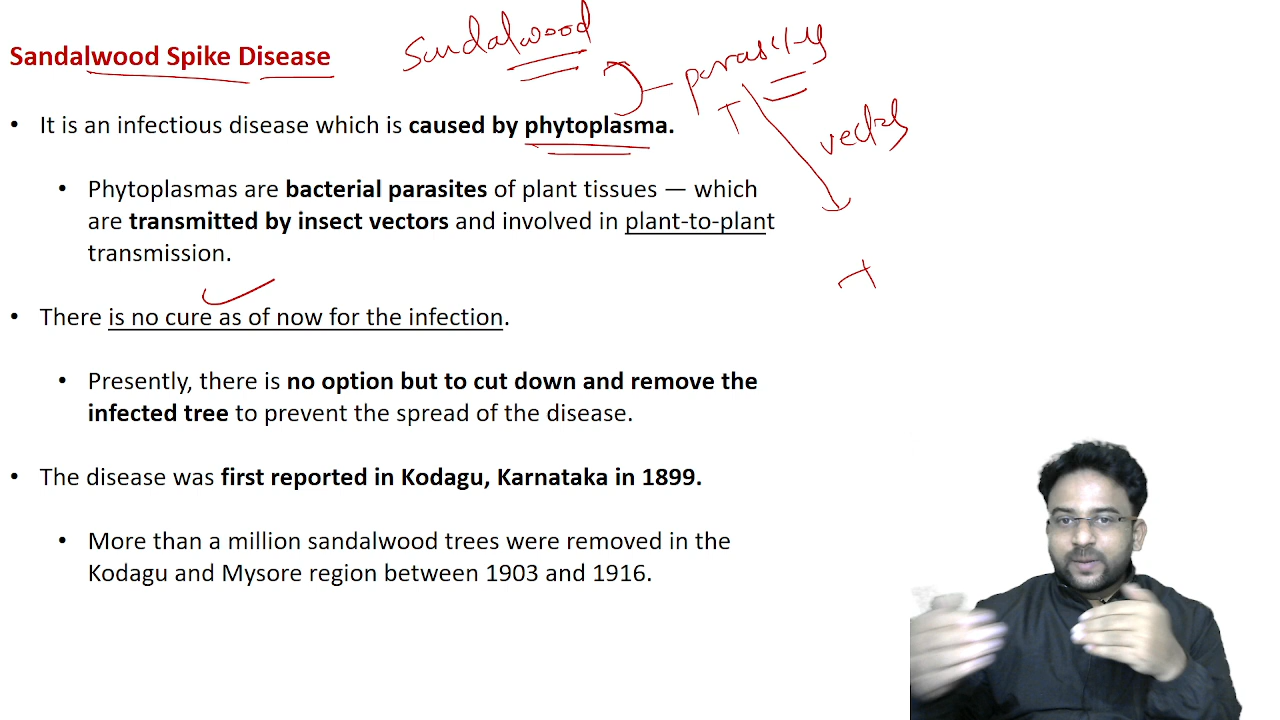 Sandalwood Spike Disease
Sandalwood
parasity
T
vectors
• It is an infectious disease which is caused by phytoplasma.
• Phytoplasmas are bacterial parasites of plant tissues — which
are transmitted by insect vectors and involved in plant-to-plant
transmission.
• There is no cure as of now for the infection.
• Presently, there is no option but to cut down and remove the
infected tree to prevent the spread of the disease.
• The disease was first reported in Kodagu, Karnataka in 1899.
• More than a million sandalwood trees were removed in the
Kodagu and Mysore region between 1903 and 1916.